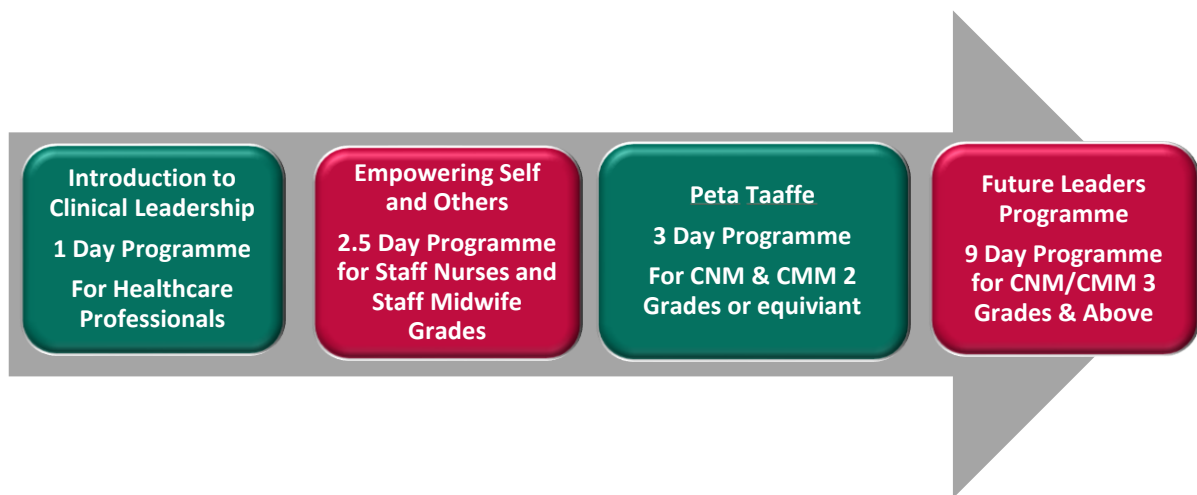 Introduction to
Clinical Leadership
1 Day Programme
For Healthcare
Professionals
Empowering Self
and Others
2.5 Day Programme
for Staff Nurses and
Staff Midwife
Grades
Peta Taaffe
3 Day Programme
For CNM & CMM 2
Grades or equiviant
Future Leaders
Programme
9 Day Programme
for CNM/CMM 3
Grades & Above